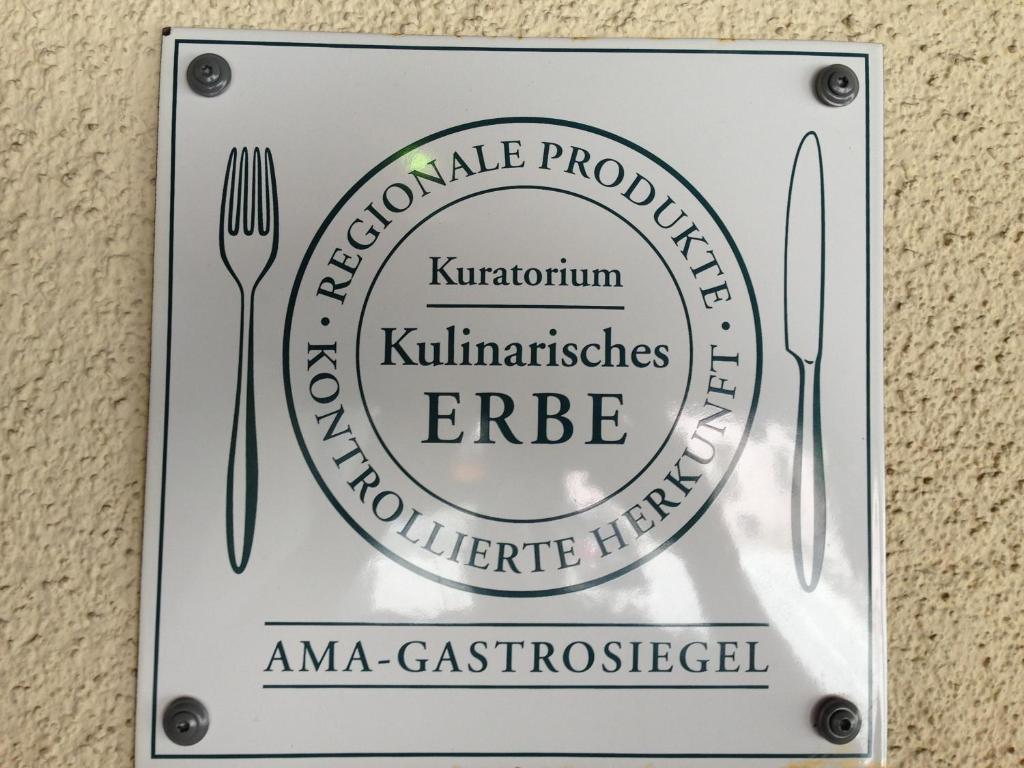 REGIONALE PRODUKTE
Kuratorium
Kulinarisches
ERBE
KONTROLLIERTE HERKUNFT
AMA-GASTROSIEGEL